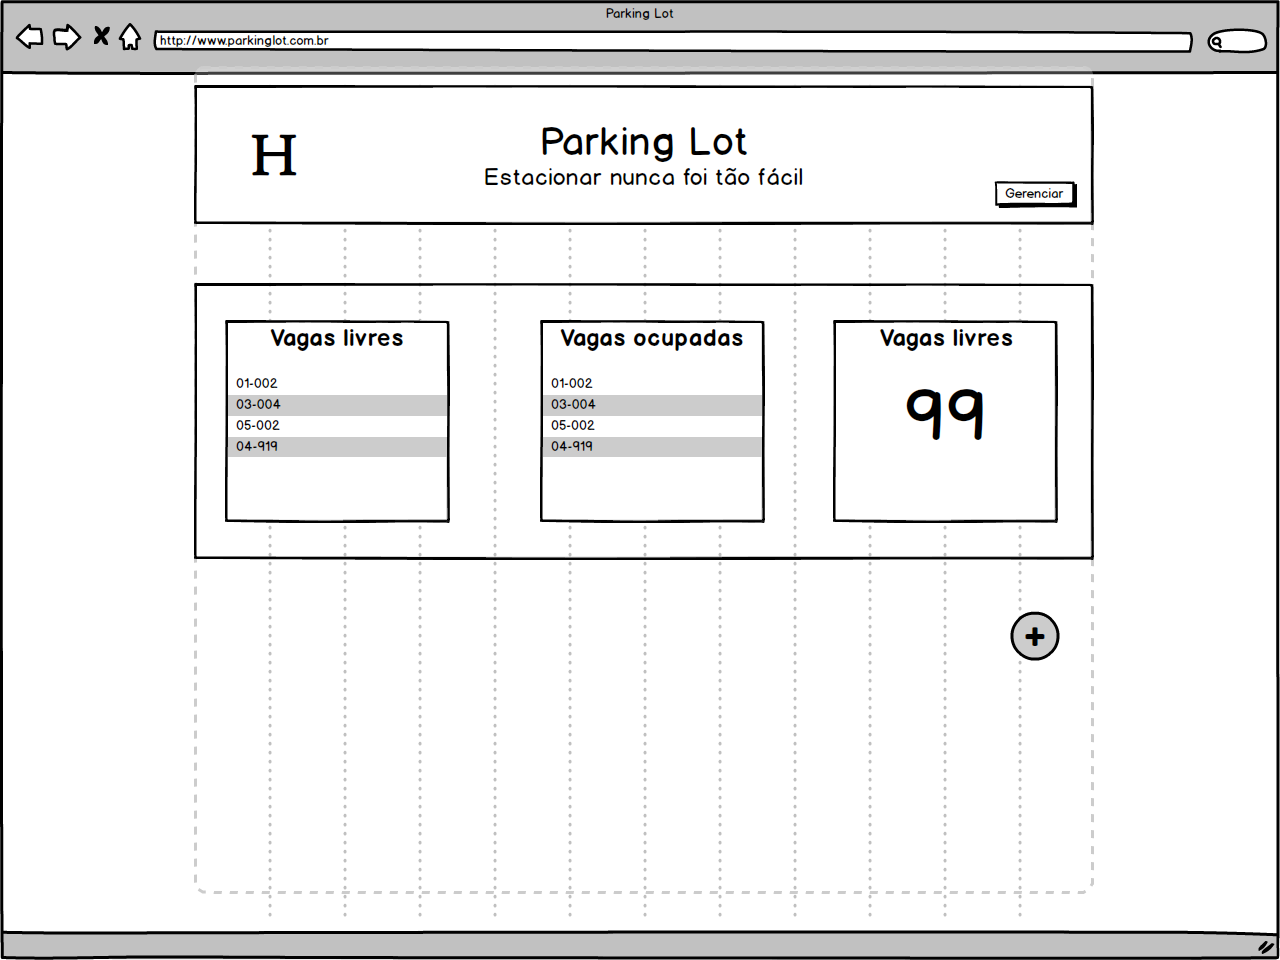 Parking Lot
http://www.parkinglot.com.br
H
Parking Lot
Estacionar nunca foi tão fácil
Gerenciar
Vagas livres
01-002
03-004
05-002
04-919
Vagas ocupadas
01-002
03-004
05-002
04-919
Vagas livres
99
+